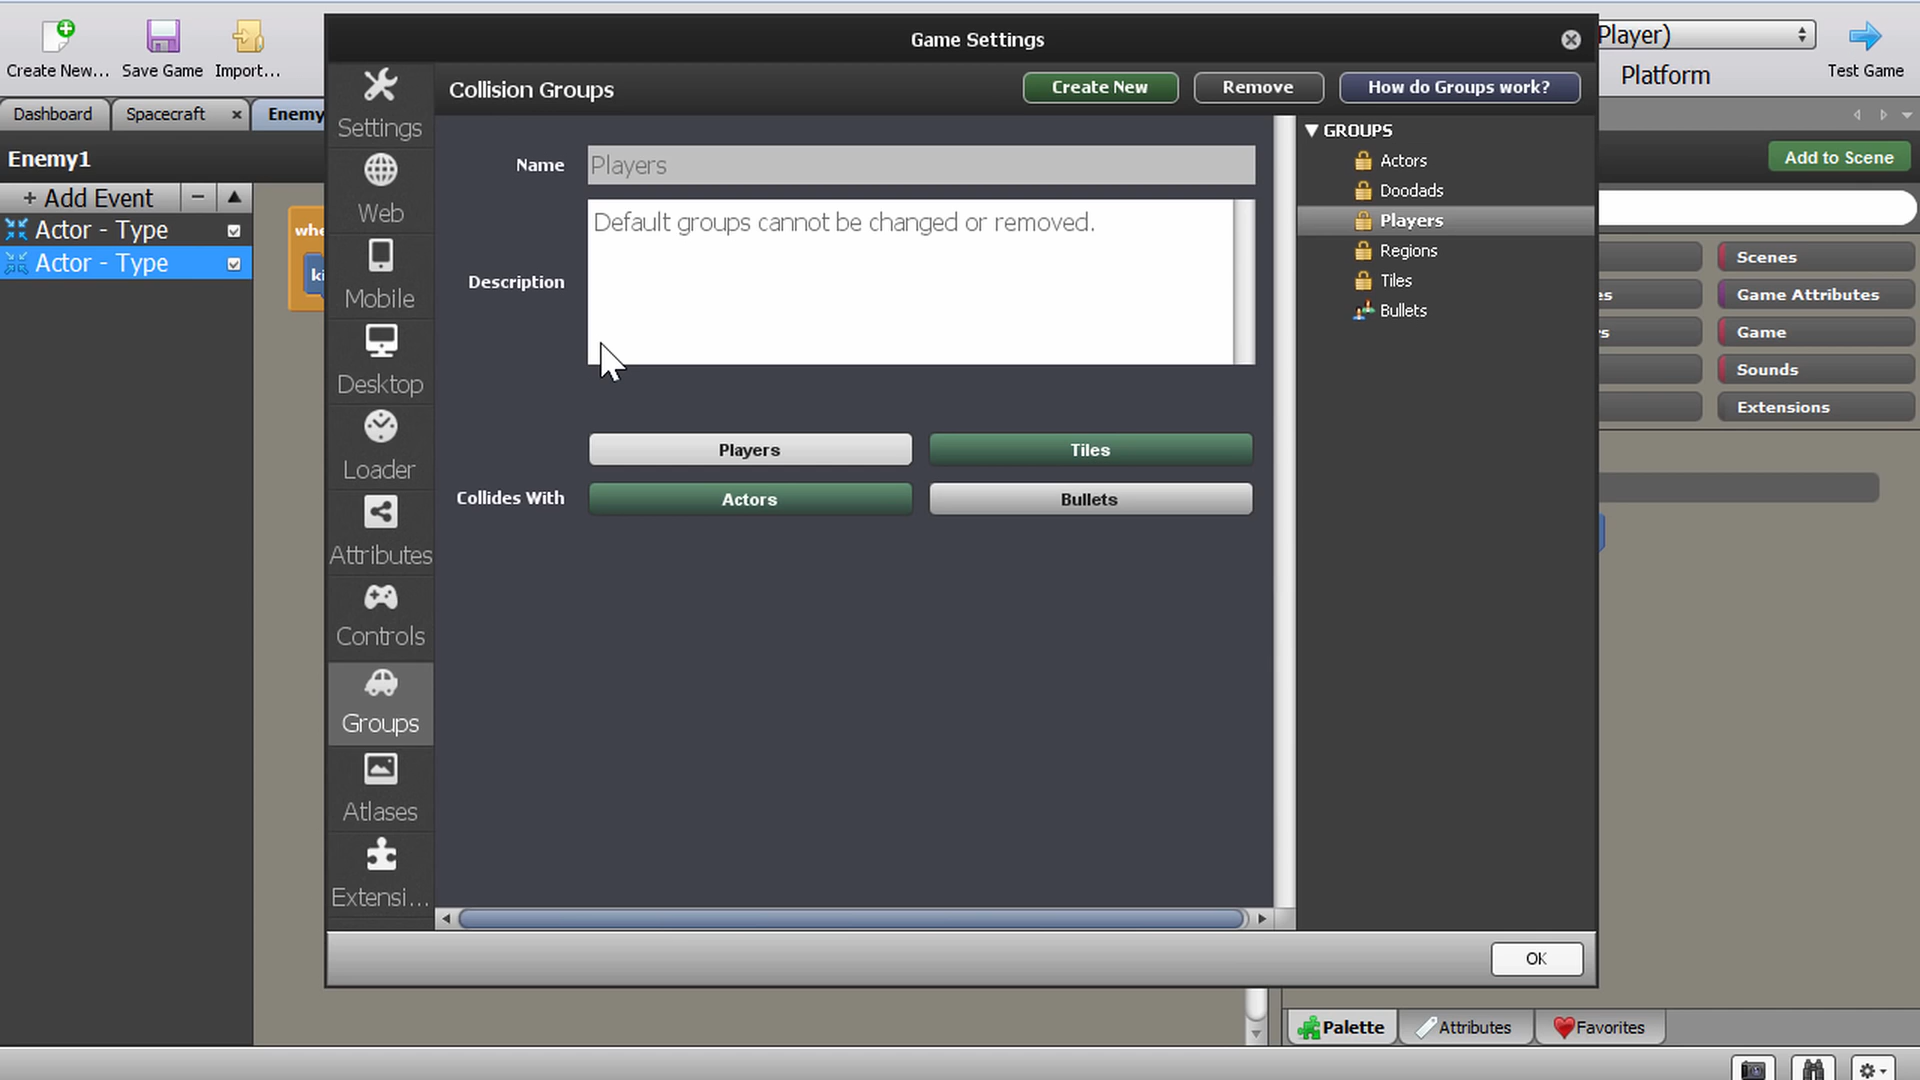 Game Settings
Player)
Create New...
Save Game
Import...
Platform
Test Game
Dashboard
Spacecraft
Enemy
Enemy1
Add to Scene
+ Add Event
Actor - Type
Actor - Type
whe
ki
Settings
Web
Mobile
Desktop
Loader
Attributes
Controls
Groups
Atlases
Extensi...
Collision Groups
Create New
Remove
How do Groups work?
Name
Players
Description
Default groups cannot be changed or removed.
Collides With
Players
Tiles
Actors
Bullets
GROUPS
Actors
Doodads
Players
Regions
Tiles
Bullets
Scenes
es
Game Attributes
s
Game
Sounds
Extensions
OK
Palette
Attributes
Favorites